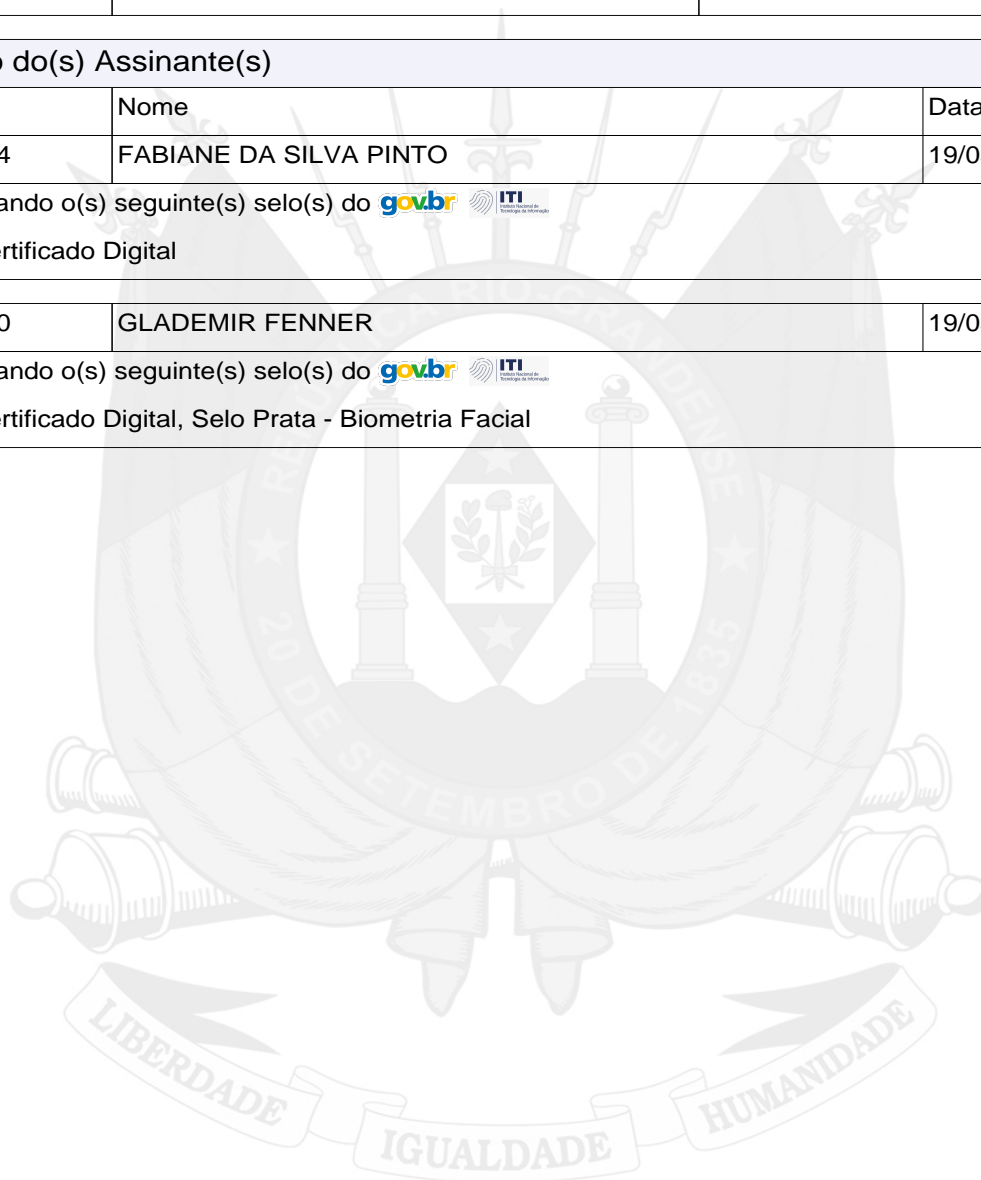 do(s) Assinante(s)
Nome Data
4 FABIANE DA SILVA PINTO 19/0
ando o(s) seguinte(s) selo(s) do gov.br ITI
rtificado Digital
0 GLADEMIR FENNER 19/0
ando o(s) seguinte(s) selo(s) do gov.br ITI
rtificado Digital, Selo Prata - Biometria Facial
REPÚBLICA RIO-GRANDENSE
20 DE SETEMBRO DE 1835
LIBERDADE IGUALDADE HUMANIDADE